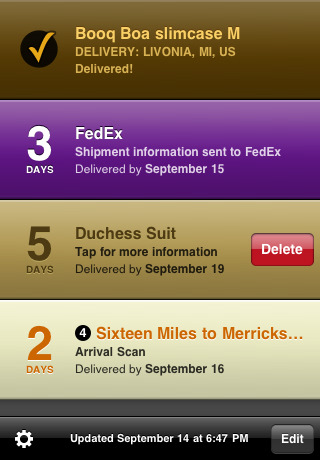 Booq Boa slimcase M
DELIVERY: LIVONIA, MI, US
Delivered!
3
DAYS
FedEx
Shipment information sent to FedEx
Delivered by September 15
5
DAYS
Duchess Suit
Tap for more information
Delivered by September 19
Delete
2
DAYS
4 Sixteen Miles to Merricks...
Arrival Scan
Delivered by September 16
Updated September 14 at 6:47 PM
Edit